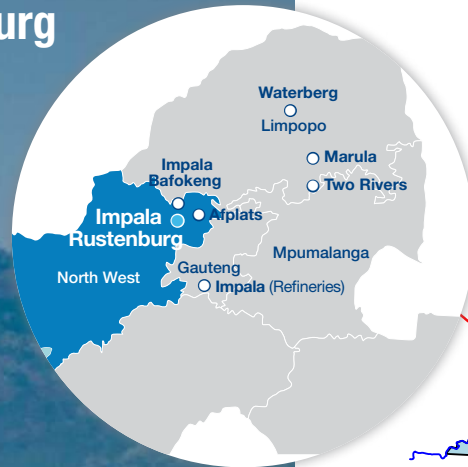 urg
Waterberg
Limpopo
Marula
Impala
Bafokeng
Two Rivers
Impala
Rustenburg
Afplats
Mpumalanga
North West
Gauteng
Impala (Refineries)